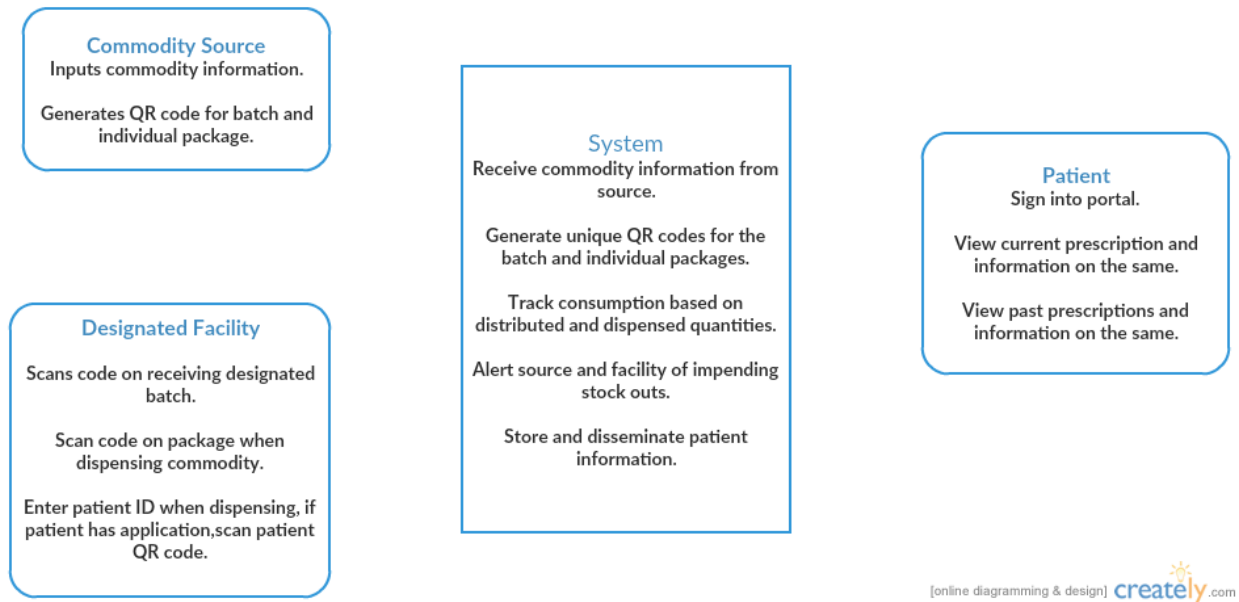 Commodity Source
Inputs commodity information.
Generates QR code for batch and
individual package.
Designated Facility
Scans code on receiving designated
batch.
Scan code on package when
dispensing commodity.
Enter patient ID when dispensing, if
patient has application,scan patient
QR code.
System
Receive commodity information from
source.
Generate unique QR codes for the
batch and individual packages.
Track consumption based on
distributed and dispensed quantities.
Alert source and facility of impending
stock outs.
Store and disseminate patient
information.
Patient
Sign into portal.
View current prescription and
information on the same.
View past prescriptions and
information on the same.
[online diagramming & design] creately.com